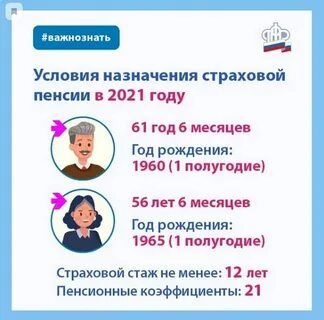 #важнознать
Условия назначения страховой
пенсии в 2021 году
61 год 6 месяцев
Год рождения:
1960 (1 полугодие)
56 лет 6 месяцев
Год рождения:
1965 (1 полугодие)
Страховой стаж не менее: 12 лет
Пенсионные коэффициенты: 21